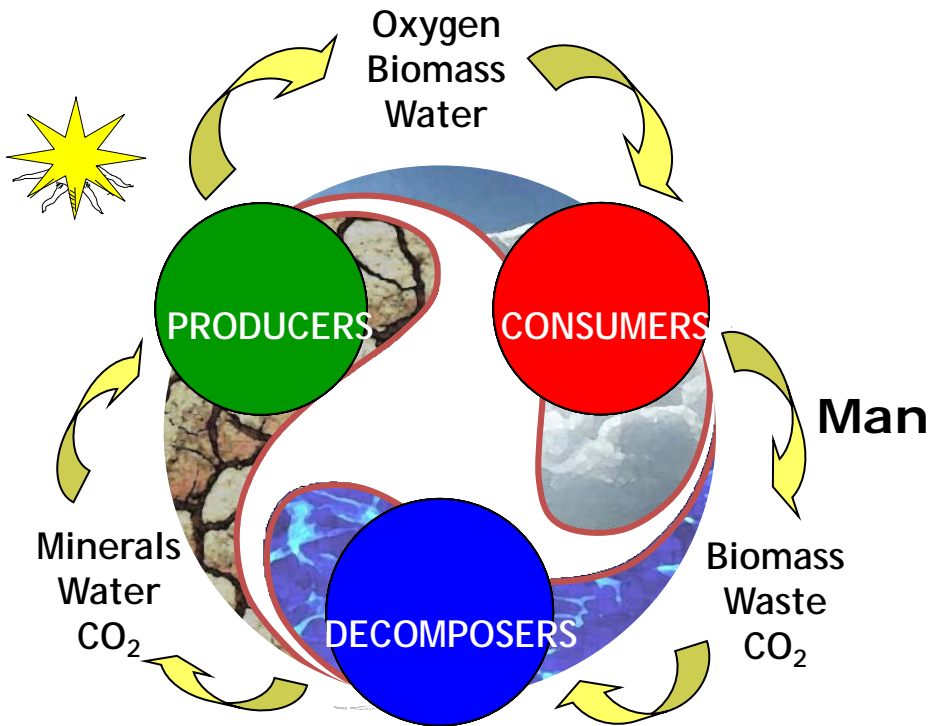 Oxygen
Biomass
Water
PRODUCERS
CONSUMERS
Man
Minerals
Water
CO₂
DECOMPOSERS
Biomass
Waste
CO₂